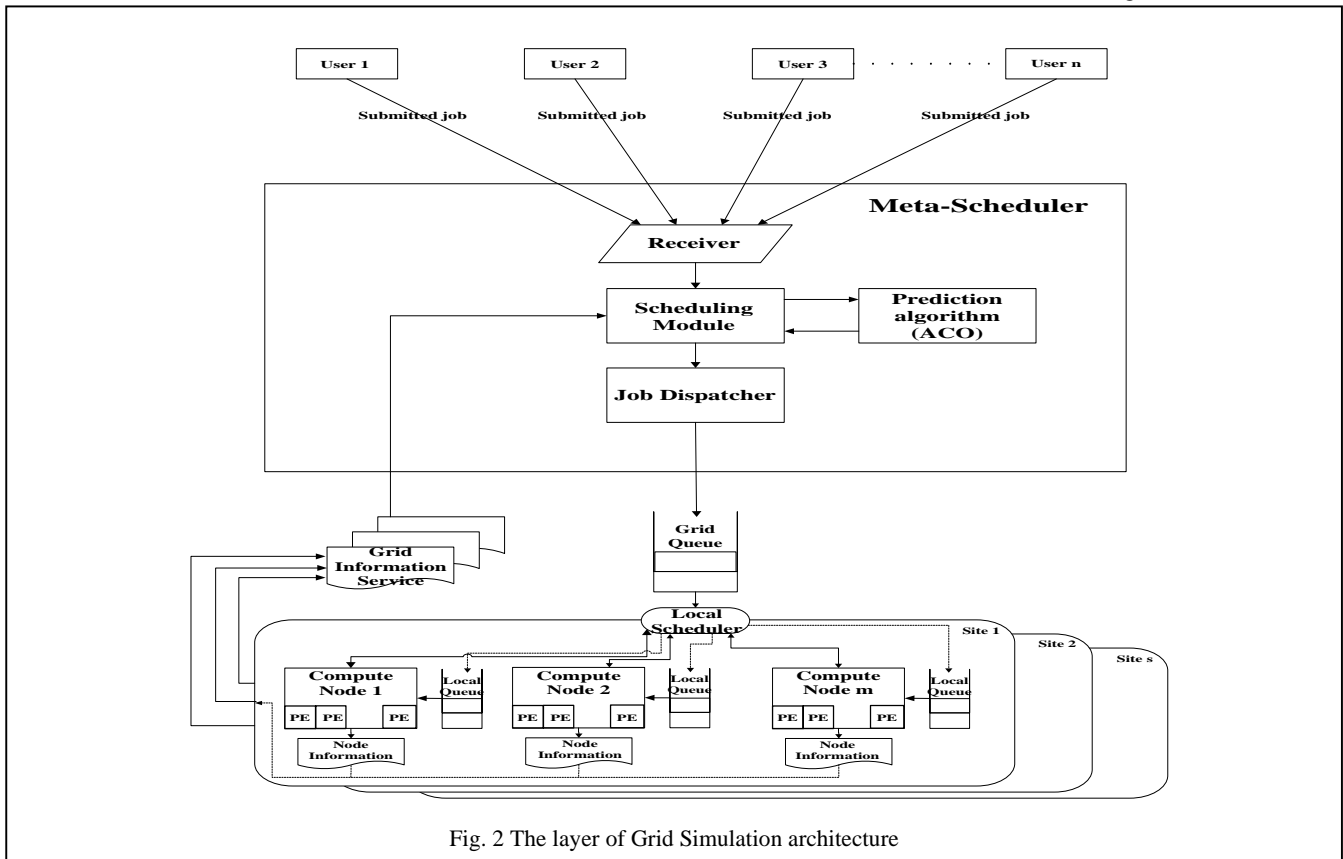 User 1
User 2
User 3
. . . . . . .
User n
Submitted job
Submitted job
Submitted job
Submitted job
Meta-Scheduler
Receiver
Scheduling
Module
Prediction
algorithm
(ACO)
Job Dispatcher
Grid
Queue
Grid
Information
Service
Local
Scheduler
Site 1
Site 2
Site s
Compute
Node 1
Local
Queue
Compute
Node 2
Local
Queue
Compute
Node m
Local
Queue
PE PE PE
PE PE PE
PE PE PE
Node
Information
Node
Information
Node
Information
Fig. 2 The layer of Grid Simulation architecture